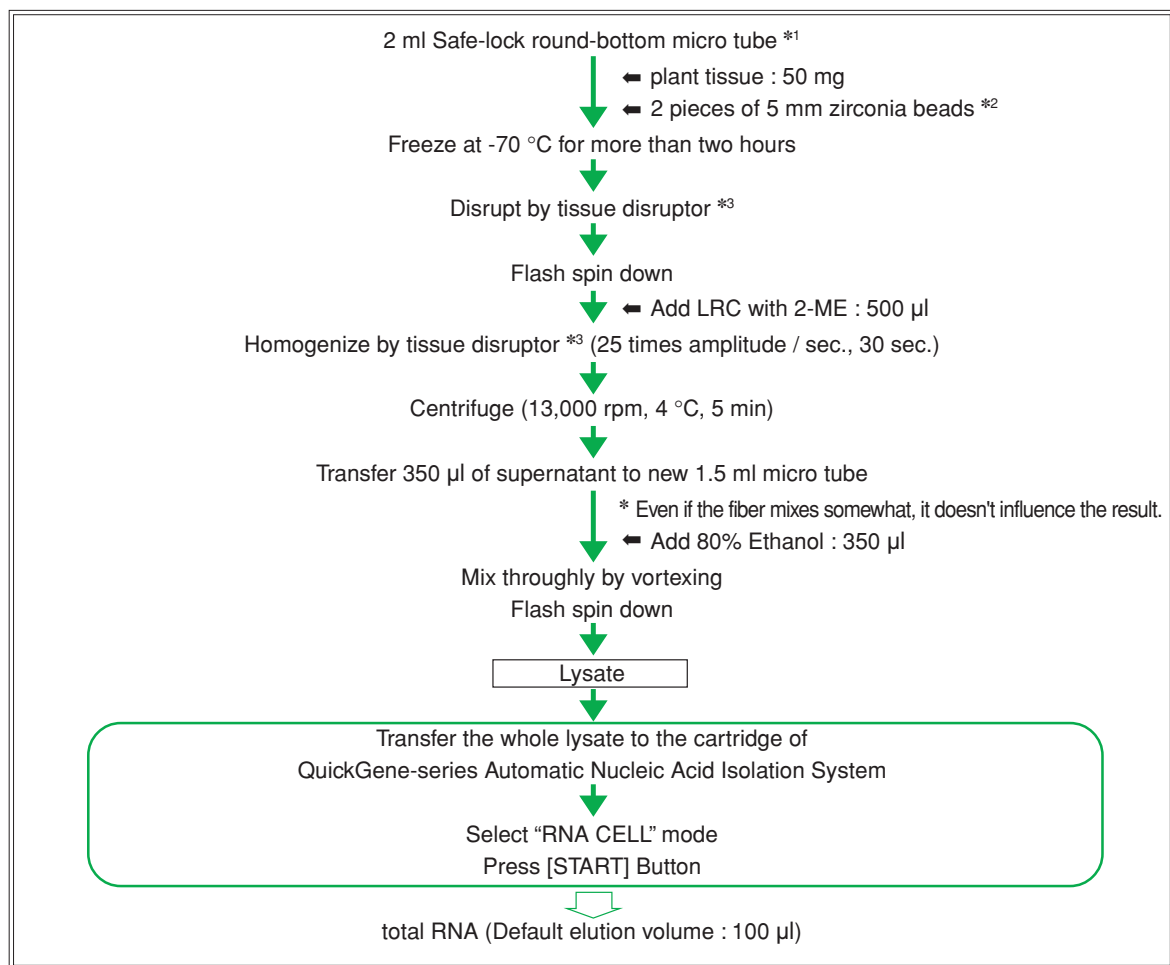 2 ml Safe-lock round-bottom micro tube *1
⬅ plant tissue : 50 mg
⬅ 2 pieces of 5 mm zirconia beads *2
Freeze at -70 °C for more than two hours
Disrupt by tissue disruptor *3
Flash spin down
⬅ Add LRC with 2-ME : 500 µl
Homogenize by tissue disruptor *3 (25 times amplitude / sec., 30 sec.)
Centrifuge (13,000 rpm, 4 °C, 5 min)
Transfer 350 µl of supernatant to new 1.5 ml micro tube
* Even if the fiber mixes somewhat, it doesn't influence the result.
⬅ Add 80% Ethanol : 350 µl
Mix throughly by vortexing
Flash spin down
Lysate
Transfer the whole lysate to the cartridge of
QuickGene-series Automatic Nucleic Acid Isolation System
Select “RNA CELL” mode
Press [START] Button
total RNA (Default elution volume : 100 µl)